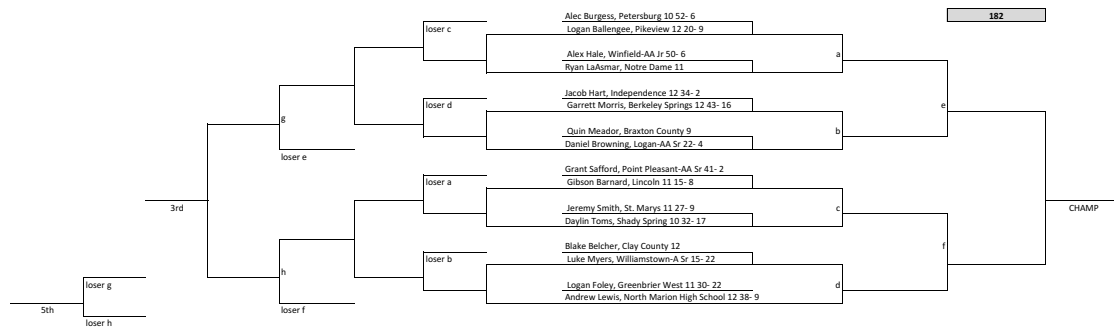 182
Alec Burgess, Petersburg 10 52- 6
loser c
Logan Ballengee, Pikeview 12 20- 9
Alex Hale, Winfield-AA Jr 50- 6
a
Ryan LaAsmar, Notre Dame 11
Jacob Hart, Independence 12 34- 2
loser d
Garrett Morris, Berkeley Springs 12 43- 16
e
g
Quin Meador, Braxton County 9
b
Daniel Browning, Logan-AA Sr 22- 4
loser e
Grant Safford, Point Pleasant-AA Sr 41- 2
loser a
Gibson Barnard, Lincoln 11 15- 8
3rd
Jeremy Smith, St. Marys 11 27- 9
c
CHAMP
Daylin Toms, Shady Spring 10 32- 17
Blake Belcher, Clay County 12
f
loser b
Luke Myers, Williamstown-A Sr 15- 22
h
loser g
Logan Foley, Greenbrier West 11 30- 22
d
Andrew Lewis, North Marion High School 12 38- 9
5th
loser f
loser h